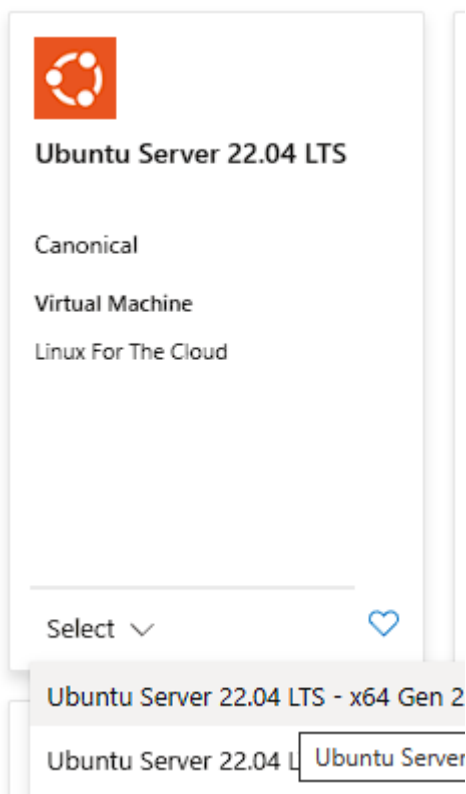 Ubuntu Server 22.04 LTS
Canonical
Virtual Machine
Linux For The Cloud
Select
Ubuntu Server 22.04 LTS - x64 Gen 2
Ubuntu Server 22.04 L
Ubuntu Server